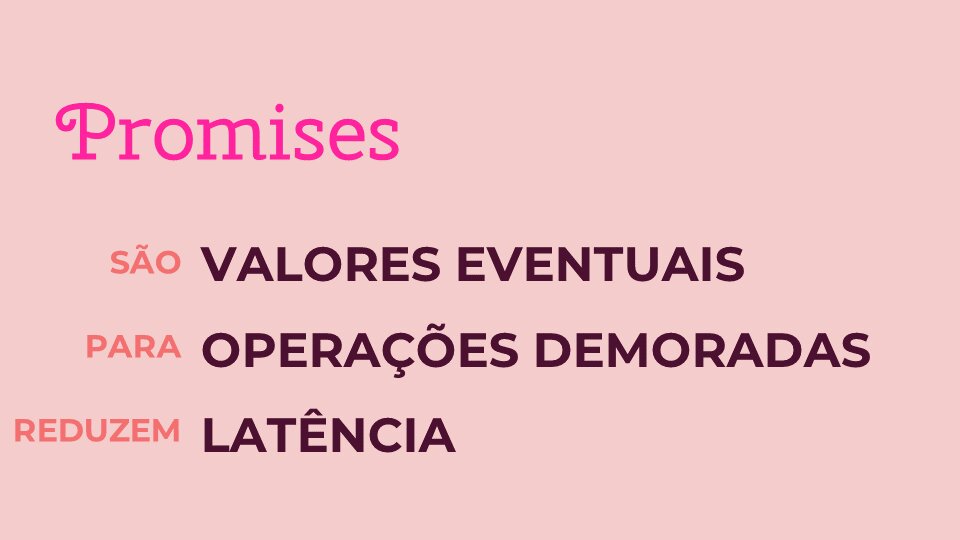 Promises
SÃO VALORES EVENTUAIS
PARA OPERAÇÕES DEMORADAS
REDUZEM LATÊNCIA